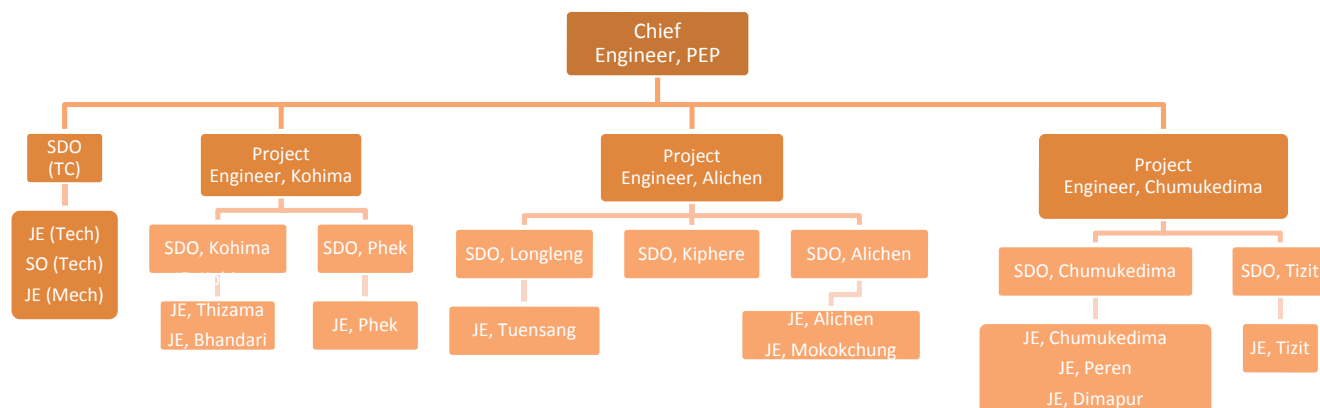 Chief
Engineer, PEP
SDO
(TC)
Project
Engineer, Kohima
Project
Engineer, Alichen
Project
Engineer, Chumukedima
JE (Tech)
SO (Tech)
JE (Mech)
SDO, Kohima
SDO, Phek
SDO, Longleng
SDO, Kiphere
SDO, Alichen
SDO, Chumukedima
SDO, Tizit
JE, Thizama
JE, Bhandari
JE, Phek
JE, Tuensang
JE, Alichen
JE, Mokokchung
JE, Chumukedima
JE, Peren
JE, Dimapur
JE, Tizit